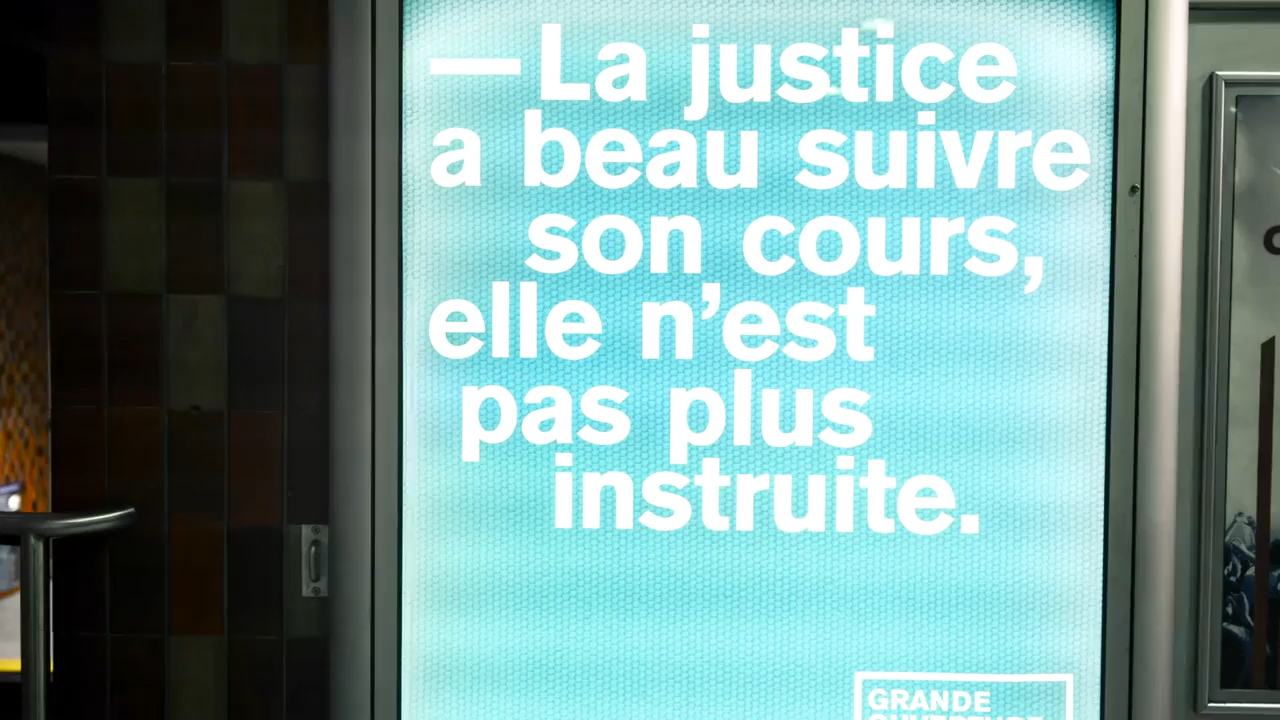 — La justice
a beau suivre
son cours,
elle n’est
pas plus
instruite.
GRANDE